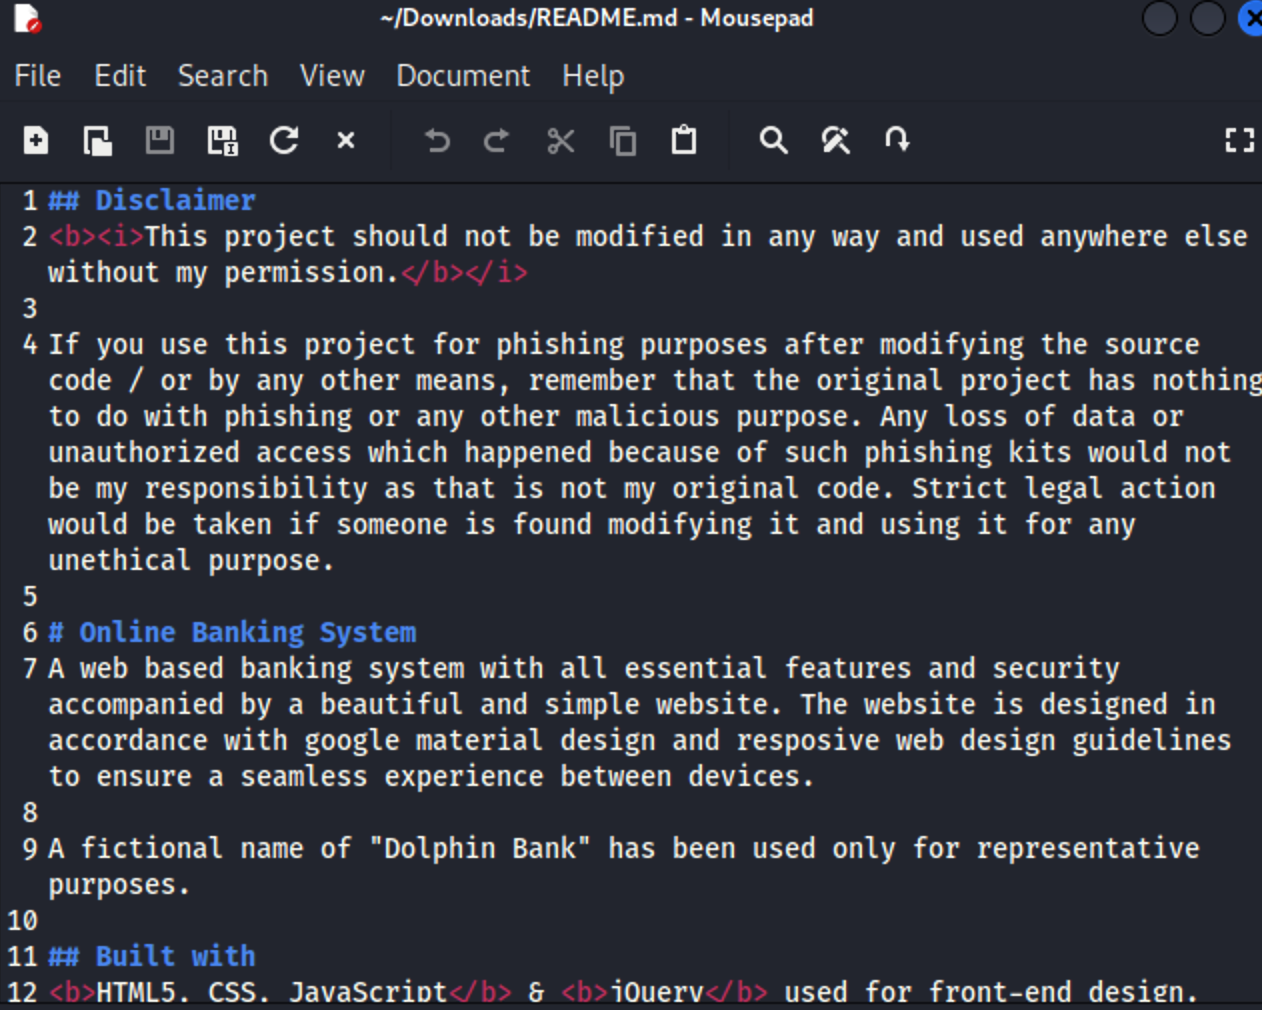 ~/Downloads/README.md - Mousepad
File Edit Search View Document Help
1 ## Disclaimer
2 <b><i>This project should not be modified in any way and used anywhere else
without my permission.</b></i>
3
4 If you use this project for phishing purposes after modifying the source
code / or by any other means, remember that the original project has nothing
to do with phishing or any other malicious purpose. Any loss of data or
unauthorized access which happened because of such phishing kits would not
be my responsibility as that is not my original code. Strict legal action
would be taken if someone is found modifying it and using it for any
unethical purpose.
5
6 # Online Banking System
7 A web based banking system with all essential features and security
accompanied by a beautiful and simple website. The website is designed in
accordance with google material design and resposive web design guidelines
to ensure a seamless experience between devices.
8
9 A fictional name of "Dolphin Bank" has been used only for representative
purposes.
10
11 ## Built with
12 <b>HTML5, CSS, JavaScript</b> & <b>jQuery</b> used for front-end design.